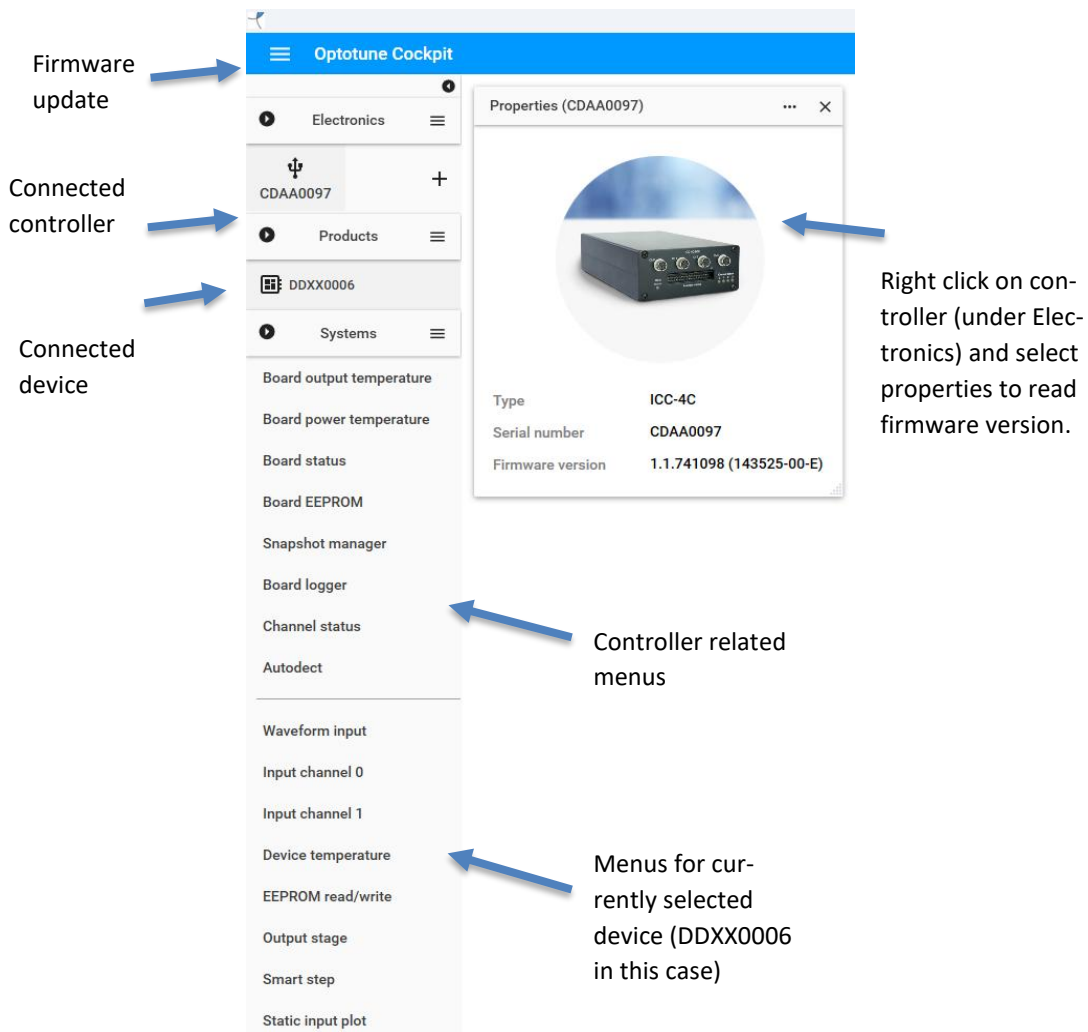 Firmware
update
Optotune Cockpit
Electronics
CDAA0097
Connected
controller
Products
DDXX0006
Connected
device
Systems
Board output temperature
Board power temperature
Board status
Board EEPROM
Snapshot manager
Board logger
Channel status
Autodect
Waveform input
Input channel 0
Input channel 1
Device temperature
EEPROM read/write
Output stage
Smart step
Static input plot
Properties (CDAA0097)
Type ICC-4C
Serial number CDAA0097
Firmware version 1.1.741098 (143525-00-E)
Right click on con-
troller (under Elec-
tronics) and select
properties to read
firmware version.
Controller related
menus
Menus for cur-
rently selected
device (DDXX0006
in this case)